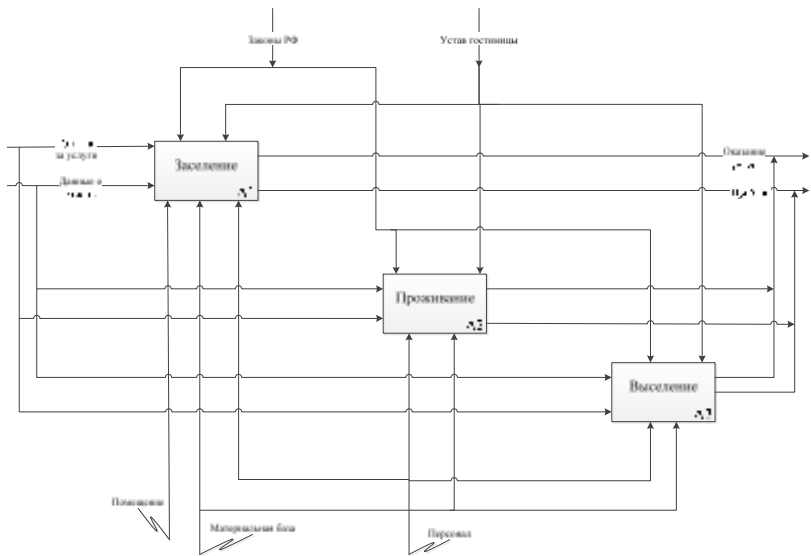 Законы РФ
Устав гостиницы
за услуги
Данные о
Заселение
Оказание
Проживание
Выселение
Помещение
Материальная база
Персонал